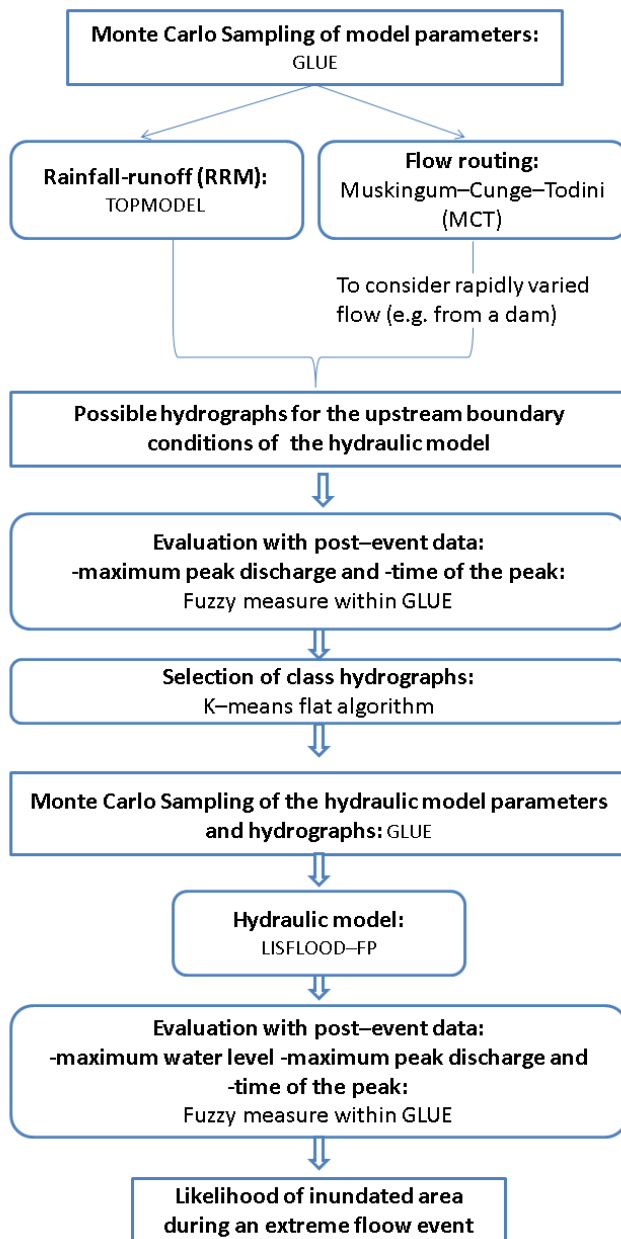 Monte Carlo Sampling of model parameters:
GLUE
Rainfall-runoff (RRM):
TOPMODEL
Flow routing:
Muskingum–Cunge–Todini
(MCT)
To consider rapidly varied
flow (e.g. from a dam)
Possible hydrographs for the upstream boundary
conditions of the hydraulic model
Evaluation with post–event data:
-maximum peak discharge and -time of the peak:
Fuzzy measure within GLUE
Selection of class hydrographs:
K–means flat algorithm
Monte Carlo Sampling of the hydraulic model parameters
and hydrographs: GLUE
Hydraulic model:
LISFLOOD–FP
Evaluation with post–event data:
-maximum water level -maximum peak discharge and
-time of the peak:
Fuzzy measure within GLUE
Likelihood of inundated area
during an extreme floow event